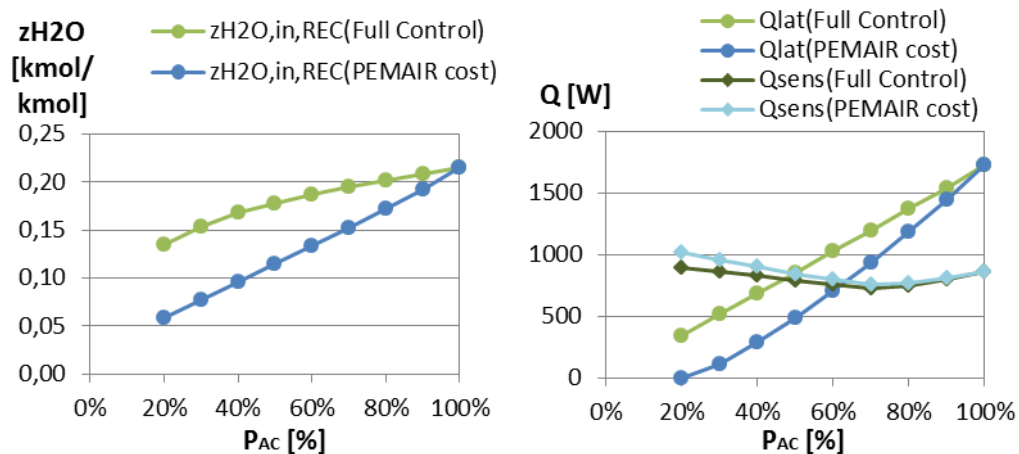 zH2O
[kmol/
kmol]
zH2O,in,REC(Full Control)
zH2O,in,REC(PEMAIR cost)
0,25
0,20
0,15
0,10
0,05
0,00
0% 20% 40% 60% 80% 100%
PAC [%]
Qlat(Full Control)
Qlat(PEMAIR cost)
Qsens(Full Control)
Qsens(PEMAIR cost)
Q [W]
2000
1500
1000
500
0
0% 20% 40% 60% 80% 100%
PAC [%]